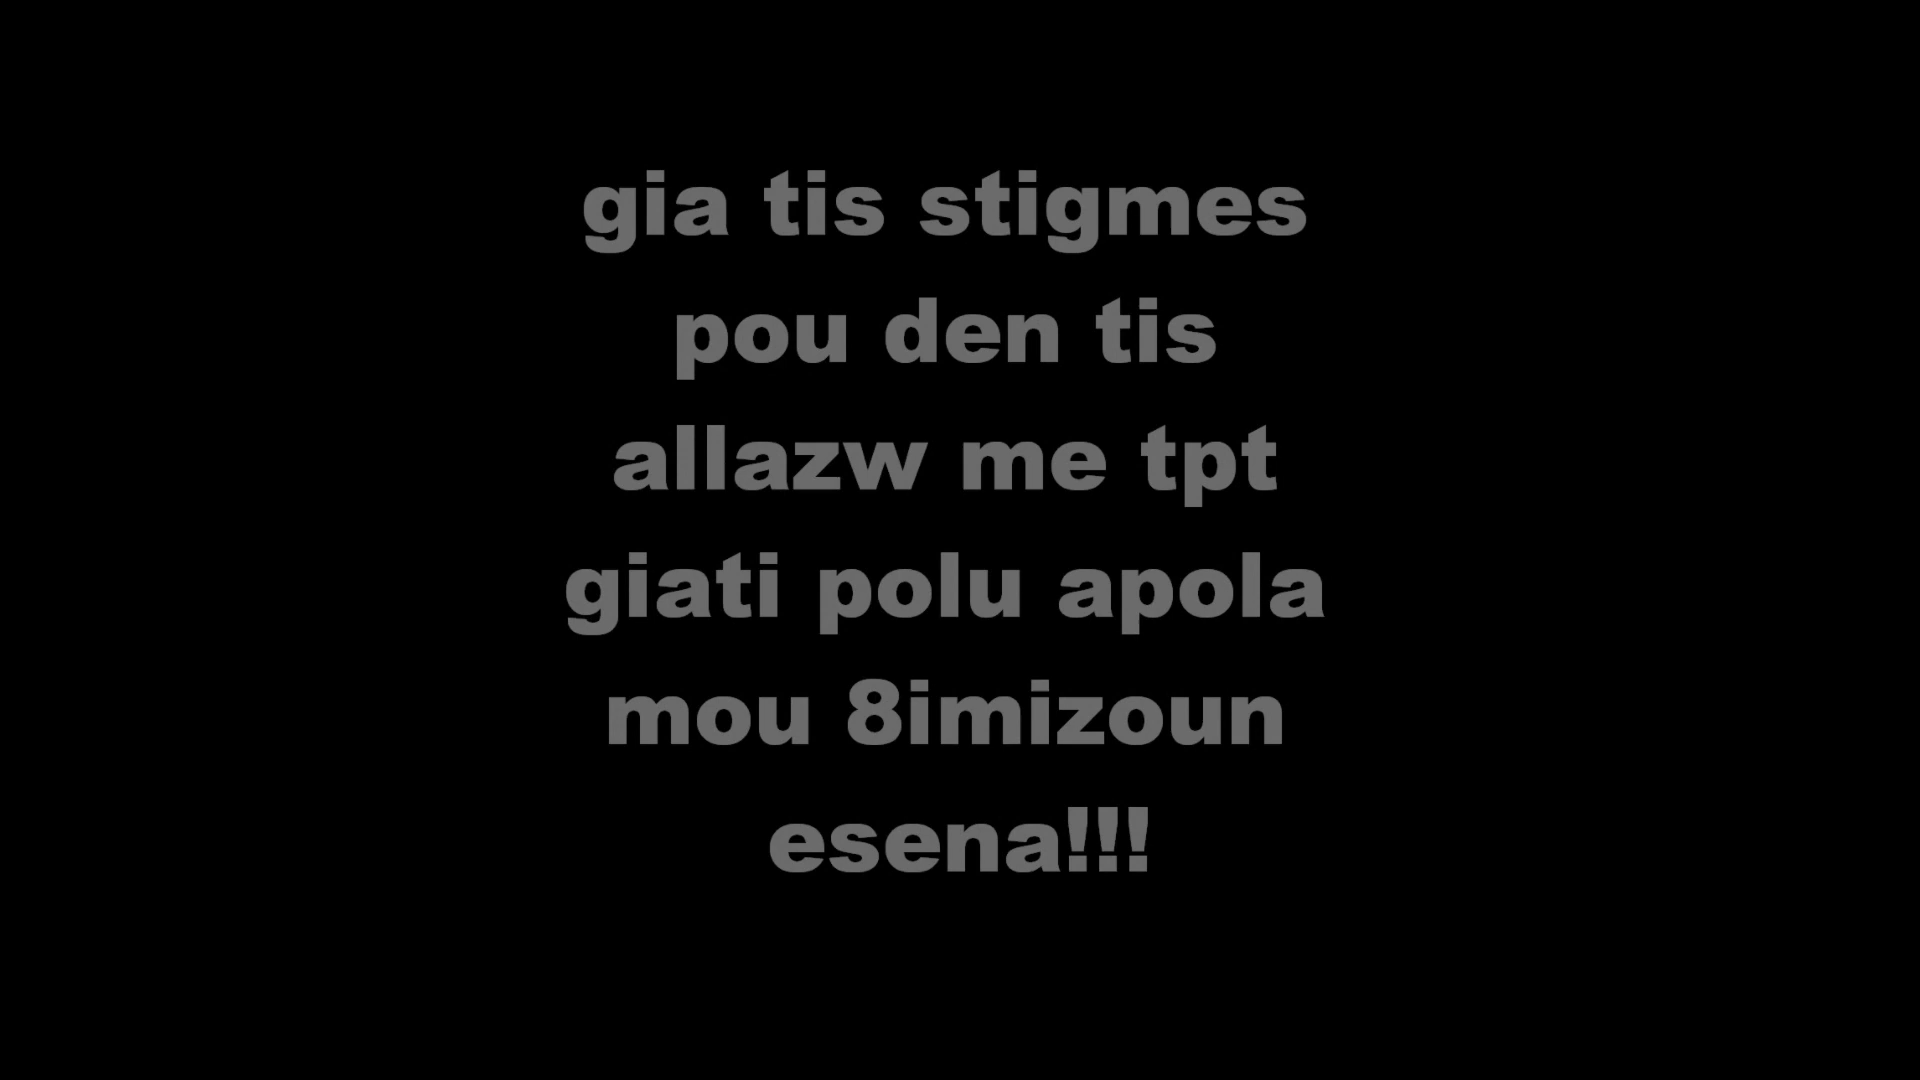 gia tis stigmes
pou den tis
allazw me tpt
giati polu apola
mou 8imizoun
esena!!!